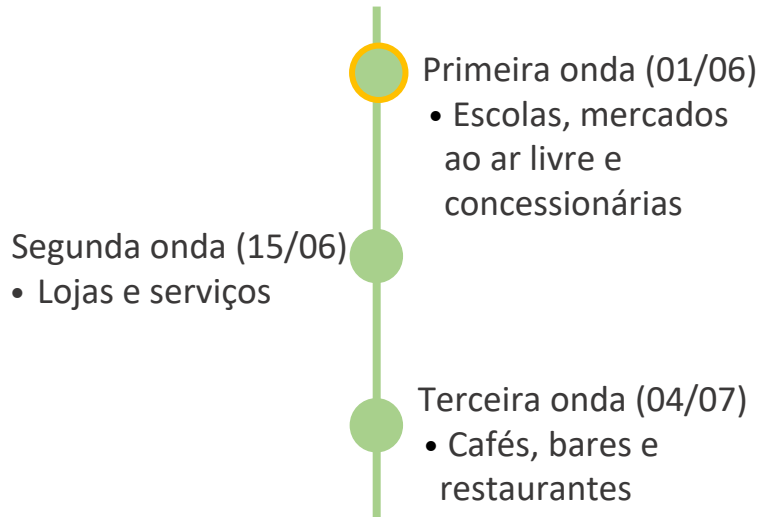 Primeira onda (01/06)
• Escolas, mercados
ao ar livre e
concessionárias
Segunda onda (15/06)
• Lojas e serviços
Terceira onda (04/07)
• Cafés, bares e
restaurantes